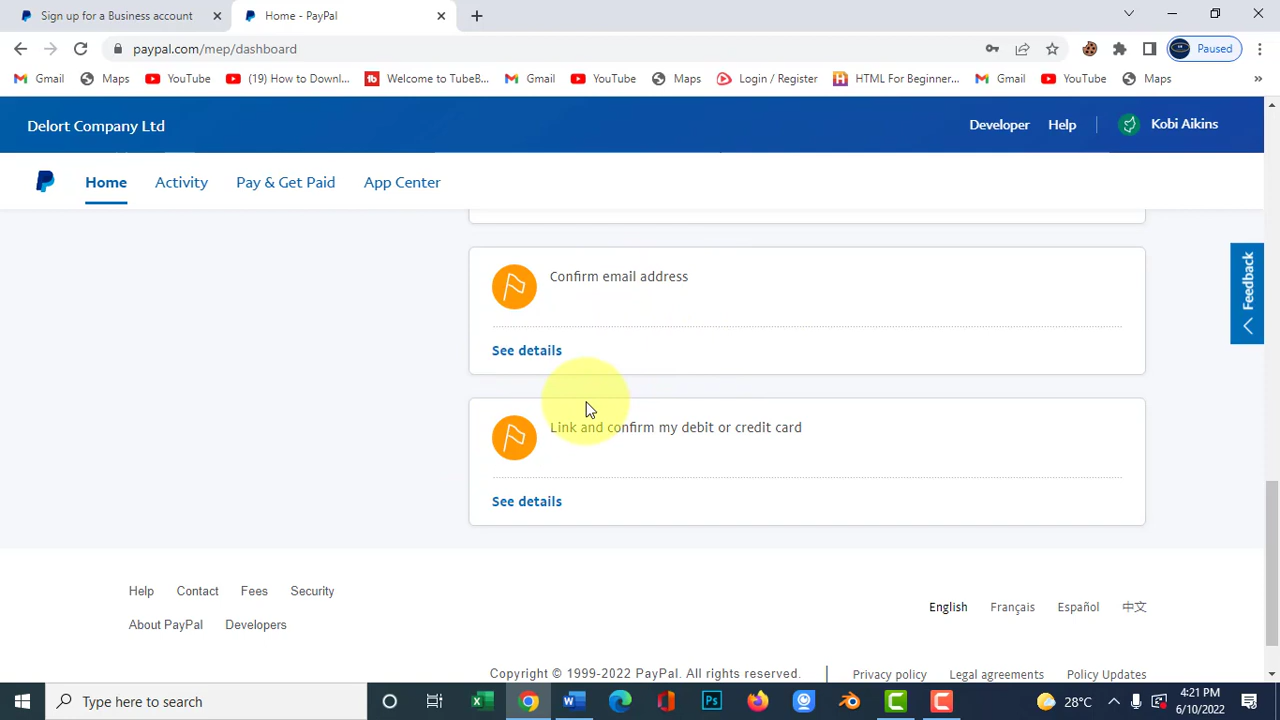 Sign up for a Business account
Home - PayPal
paypal.com/mep/dashboard
Paused
Gmail
Maps
YouTube
(19) How to Downl...
Welcome to TubeB...
Gmail
YouTube
Maps
Login / Register
HTML For Beginner...
Gmail
YouTube
Maps
»
Delort Company Ltd
Developer
Help
Kobi Aikins
Home
Activity
Pay & Get Paid
App Center
Feedback
Confirm email address
See details
Link and confirm my debit or credit card
See details
Help
Contact
Fees
Security
English
Français
Español
中文
About PayPal
Developers
Copyright © 1999-2022 PayPal. All rights reserved.
Privacy policy
Legal agreements
Policy Updates
Type here to search
28°C
4:21 PM
6/10/2022